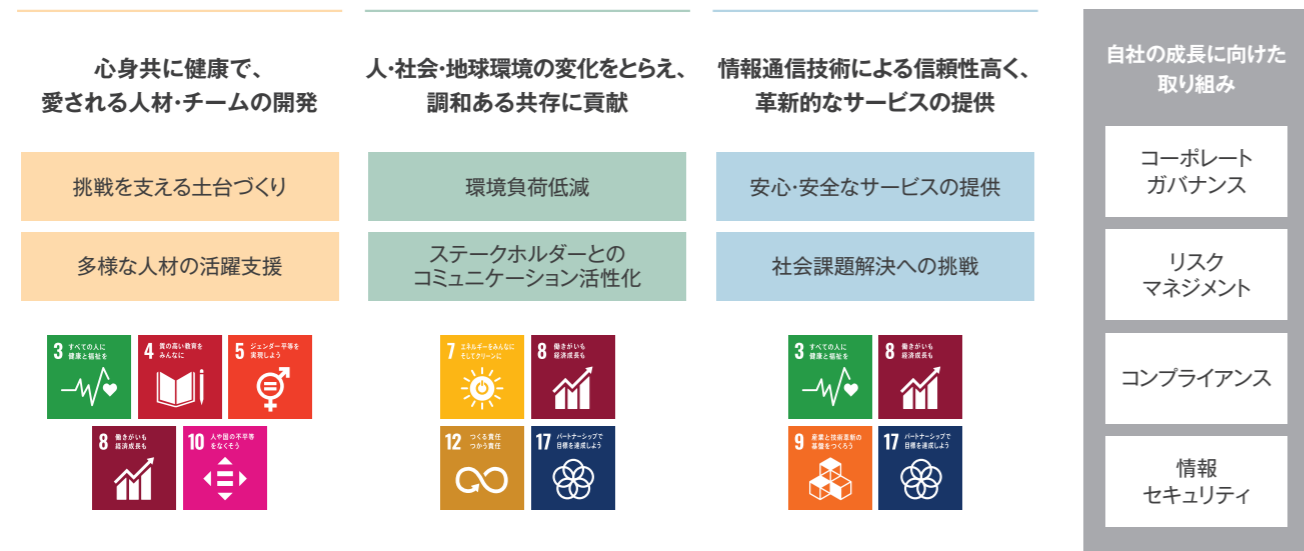 心身共に健康で、
愛される人材・チームの開発
挑戦を支える土台づくり
多様な人材の活躍支援
3 すべての人に
健康と福祉を
4 質の高い教育を
みんなに
5 ジェンダー平等を
実現しよう
8 働きがいも
経済成長も
10 人や国の不平等
をなくそう
人・社会・地球環境の変化をとらえ、
調和ある共存に貢献
環境負荷低減
ステークホルダーとの
コミュニケーション活性化
7 エネルギーをみんなに
そしてクリーンに
8 働きがいも
経済成長も
12 つくる責任
つかう責任
17 パートナーシップで
目標を達成しよう
情報通信技術による信頼性高く、
革新的なサービスの提供
安心・安全なサービスの提供
社会課題解決への挑戦
3 すべての人に
健康と福祉を
8 働きがいも
経済成長も
9 産業と技術革新の
基盤をつくろう
17 パートナーシップで
目標を達成しよう
自社の成長に向けた
取り組み
コーポレート
ガバナンス
リスク
マネジメント
コンプライアンス
情報
セキュリティ